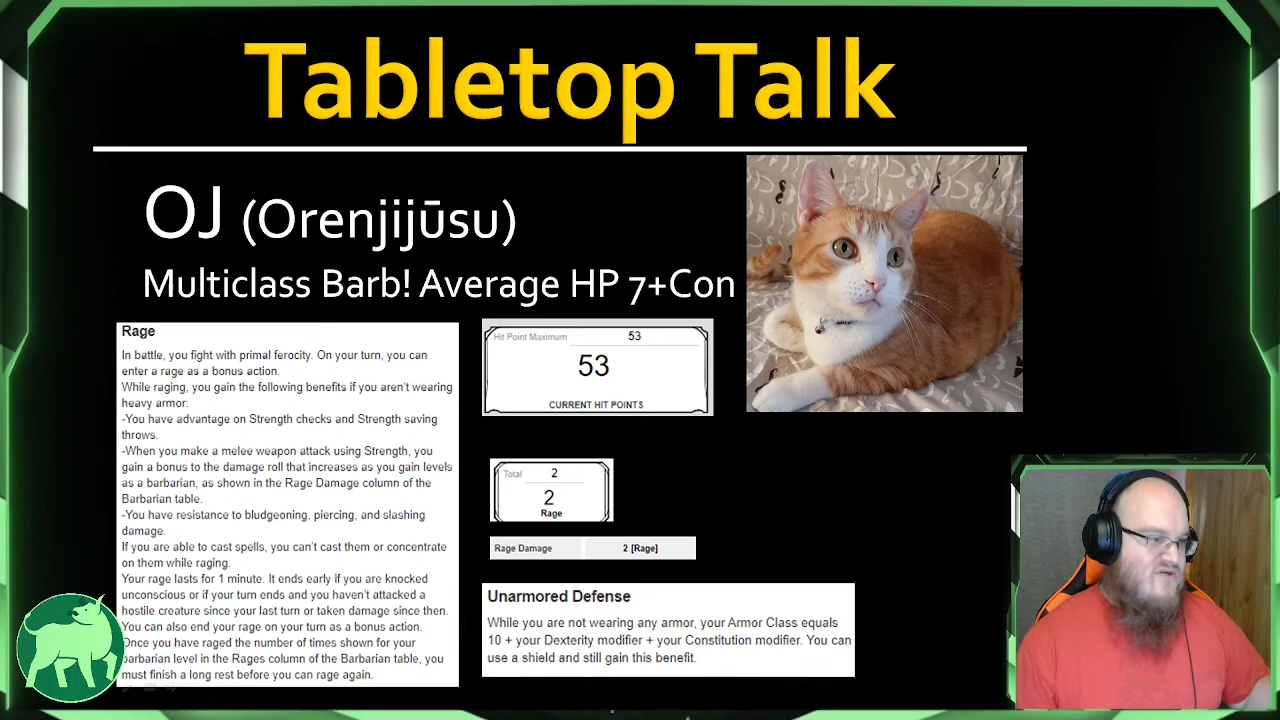 Tabletop Talk
OJ (Orenjijūsu)
Multiclass Barb! Average HP 7+Con
Rage
In battle, you fight with primal ferocity. On your turn, you can
enter a rage as a bonus action.
While raging, you gain the following benefits if you aren't wearing
heavy armor:
-You have advantage on Strength checks and Strength saving
throws.
-When you make a melee weapon attack using Strength, you
gain a bonus to the damage roll that increases as you gain levels
as a barbarian, as shown in the Rage Damage column of the
Barbarian table.
-You have resistance to bludgeoning, piercing, and slashing
damage.
If you are able to cast spells, you can't cast them or concentrate
on them while raging.
Your rage lasts for 1 minute. It ends early if you are knocked
unconscious or if your turn ends and you haven't attacked a
hostile creature since your last turn or taken damage since then.
You can also end your rage on your turn as a bonus action.
Once you have raged the number of times shown for your
barbarian level in the Rages column of the Barbarian table, you
must finish a long rest before you can rage again.
Hit Point Maximum 53
53
CURRENT HIT POINTS
Total 2
2
Rage
Rage Damage 2 [Rage]
Unarmored Defense
While you are not wearing any armor, your Armor Class equals
10 + your Dexterity modifier + your Constitution modifier. You can
use a shield and still gain this benefit.